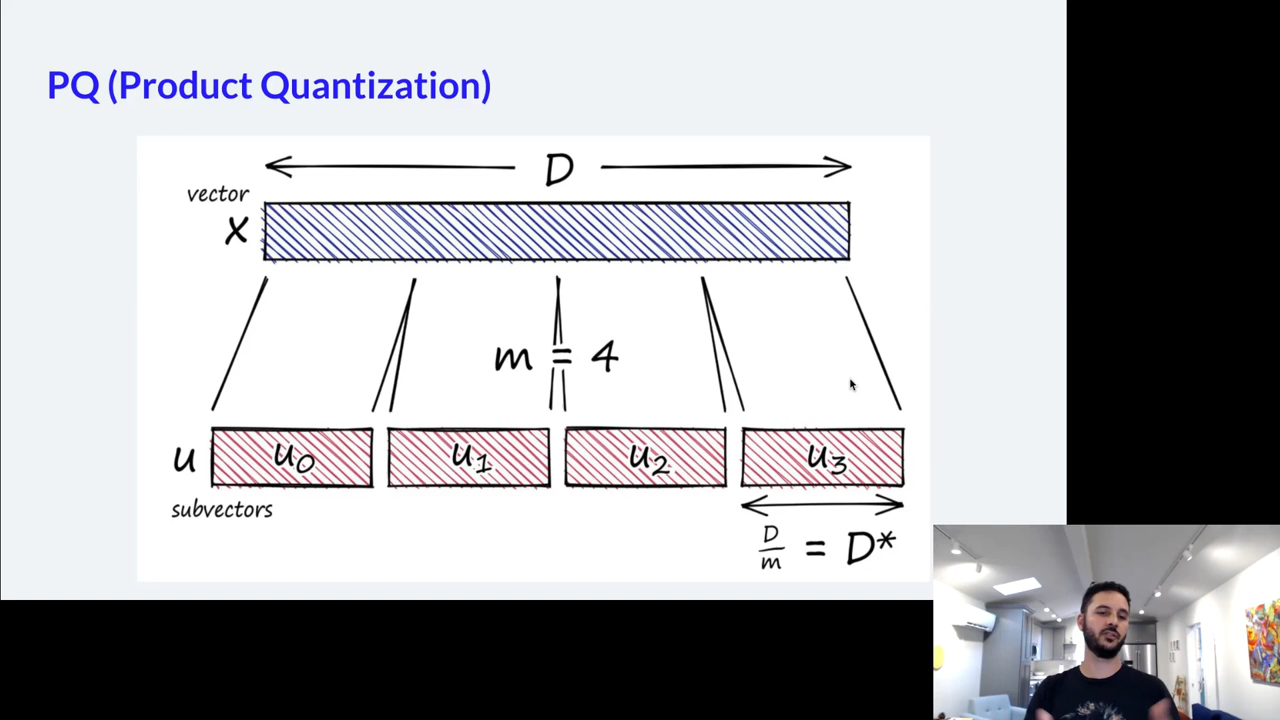 PQ (Product Quantization)
D
vector
x
m = 4
u
u0
u1
u2
u3
subvectors
D/m = D*